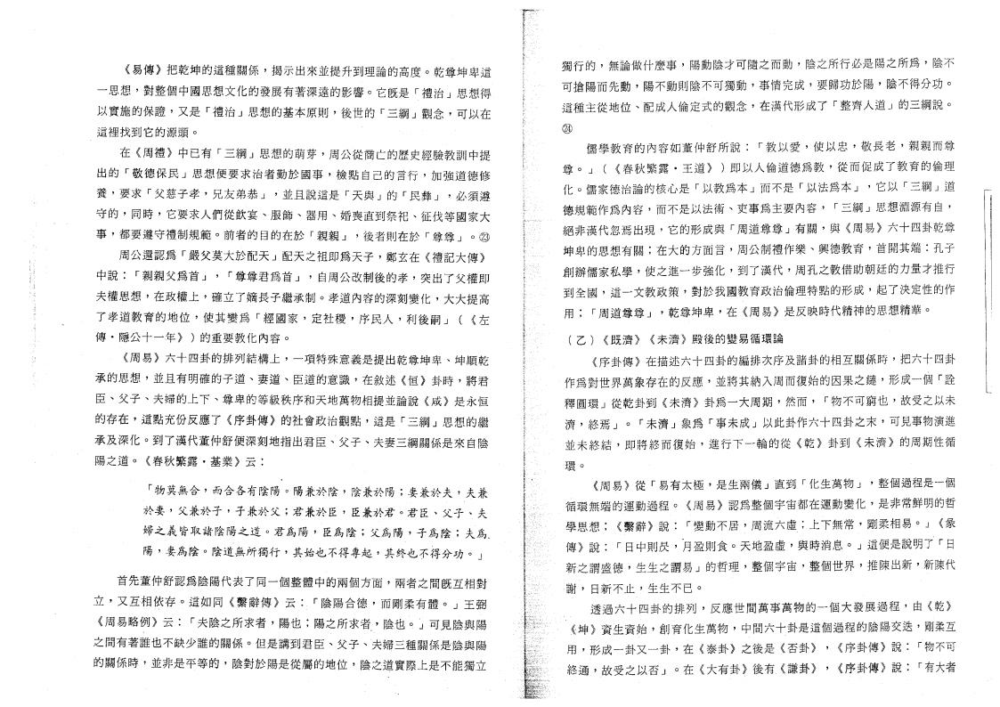 《易傳》把乾坤的這種關係，揭示出來並提升到理論的高度。乾尊坤卑這
一思想，對整個中國思想文化的發展有著深遠的影響。它旣是「禮治」思想得
以實施的保證，又是「禮治」思想的基本原則，後世的「三綱」觀念，可以在
這裡找到它的源頭。
在《周禮》中已有「三綱」思想的萌芽，周公從商亡的歷史經驗教訓中提
出的「敬德保民」思想便要求治者勤於國事，檢點自己的言行，加強道德修
養，要求「父慈子孝，兄友弟恭」，並且說這是「天與」的「民彝」，必須遵
守的，同時，它要求人們從飲宴、服飾、器用、婚喪直到祭祀、征伐等國家大
事，都要遵守禮制規範。前者的目的在於「親親」，後者則在於「尊尊」。㉓
周公還認爲「嚴父莫大於配天」配天之祖即爲天子，鄭玄在《禮記大傳》
中說：「親親父爲首」，「尊尊君爲首」，自周公改制後的孝，突出了父權即
夫權思想，在政權上，確立了嫡長子繼承制。孝道內容的深刻變化，大大提高
了孝道教育的地位，使其變爲「經國家，定社稷，序民人，利後嗣」（《左
傳‧隱公十一年》）的重要教化內容。
《周易》六十四卦的排列結構上，一項特殊意義是提出乾尊坤卑、坤順乾
承的思想，並且有明確的子道、妻道、臣道的意識，在敘述《恒》卦時，將君
臣、父子、夫婦的上下、尊卑的等級秩序和天地萬物相提並論說《咸》是永恒
的存在，這點充份反應了《序卦傳》的社會政治觀點，這是「三綱」思想的繼
承及深化。到了漢代董仲舒便深刻地指出君臣、父子、夫妻三綱關係是來自陰
陽之道。《春秋繁露‧基業》云：
「物莫無合，而合各有陰陽。陽兼於陰，陰兼於陽；妻兼於夫，夫兼
於妻，父兼於子，子兼於父；君兼於臣，臣兼於君。君臣、父子、夫
婦之義皆取諸陰陽之道。君爲陽，臣爲陰；父爲陽，子爲陰；夫爲
陽，妻爲陰。陰道無所獨行，其始也不得專起，其終也不得分功。」
首先董仲舒認爲陰陽代表了同一個整體中的兩個方面，兩者之間旣互相對
立，又互相依存。這如同《繫辭傳》云：「陰陽合德，而剛柔有體。」王弼
《周易略例》云：「夫陰之所求者，陽也；陽之所求者，陰也。」可見陰與陽
之間有著誰也不缺少誰的關係。但是講到君臣、父子、夫婦三種關係是陰與陽
的關係時，並非是平等的，陰對於陽是從屬的地位，陰之道實際上是不能獨立
獨行的，無論做什麼事，陽動陰才可隨之而動，陰之所行必是陽之所爲，陰不
可搶陽而先動，陽不動則陰不可獨動，事情完成，要歸功於陽，陰不得分功。
這種主從地位、配成人倫定式的觀念，在漢代形成了「整齊人道」的三綱說。
㉔
儒學教育的內容如董仲舒所說：「教以愛，使以忠，敬長老，親親而尊
尊。」（《春秋繁露‧王道》）即以人倫道德爲教，從而促成了教育的倫理
化。儒家德治論的核心是「以教爲本」而不是「以法爲本」，它以「三綱」道
德規範作爲內容，而不是以法術、吏事爲主要內容，「三綱」思想淵源有自，
絕非漢代忽焉出現，它的形成與「周道尊尊」有關，與《周易》六十四卦乾尊
坤卑的思想有關；在大的方面言，周公制禮作樂、興德教育，首開其端：孔子
創辦儒家私學，使之進一步強化，到了漢代，周孔之教借助朝廷的力量才推行
到全國，這一文教政策，對於我國教育政治倫理特點的形成，起了決定性的作
用；「周道尊尊」，乾尊坤卑，在《周易》是反映時代精神的思想精華。
（乙）《既濟》《未濟》殿後的變易循環論
《序卦傳》在描述六十四卦的編排次序及諸卦的相互關係時，把六十四卦
作爲對世界萬象存在的反應，並將其納入周而復始的因果之鏈，形成一個「詮
釋圓環」從乾卦到《未濟》卦爲一大周期，然而，「物不可窮也，故受之以未
濟，終焉」。「未濟」象爲「事未成」以此卦作六十四卦之末，可見事物演進
並未終結，即將終而復始，進行下一輪的從《乾》卦到《未濟》的周期性循
環。
《周易》從「易有太極，是生兩儀」直到「化生萬物」，整個過程是一個
循環無端的運動過程。《周易》認爲整個宇宙都在運動變化，是非常鮮明的哲
學思想；《繫辭》說：「變動不居，周流六虛；上下無常，剛柔相易。」《彖
傳》說：「日中則昃，月盈則食。天地盈虛，與時消息。」這便是說明了「日
新之謂盛德，生生之謂易」的哲理，整個宇宙，整個世界，推陳出新，新陳代
謝，日新不止，生生不已。
透過六十四卦的排列，反應世間萬事萬物的一個大發展過程，由《乾》
《坤》資生資始，創育化生萬物，中間六十卦是這個過程的陰陽交迭，剛柔互
用，形成一卦又一卦，在《泰卦》之後是《否卦》，《序卦傳》說：「物不可
終通，故受之以否」。在《大有卦》後有《謙卦》，《序卦傳》說：「有大者